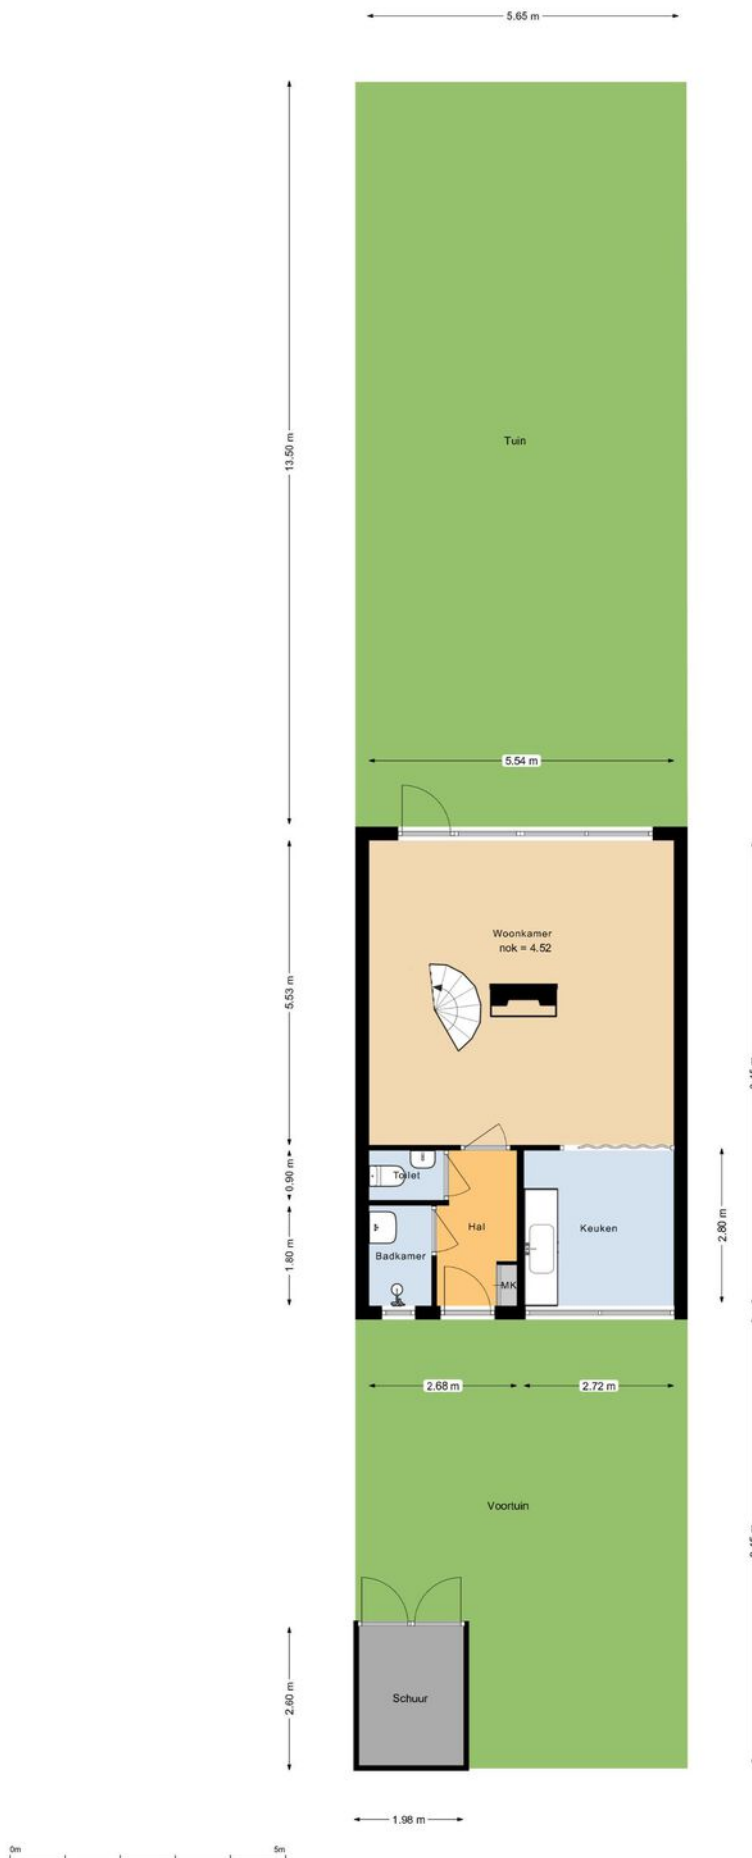 5.65 m
13.50 m
Tuin
5.54 m
Woonkamer
nok = 4.52
5.53 m
Toilet
0.90 m
Hal
Keuken
2.80 m
Badkamer
1.80 m
MK
2.68 m
2.72 m
Voortuin
Schuur
2.60 m
1.98 m
0m
5m